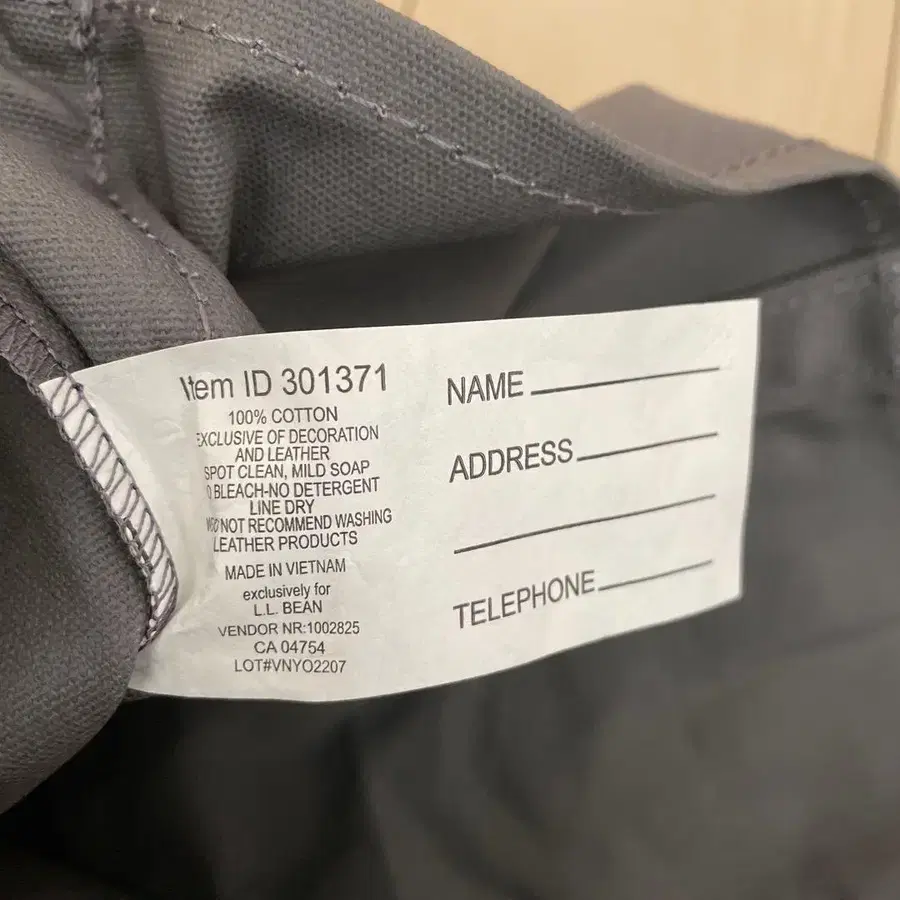 Item ID 301371
100% COTTON
EXCLUSIVE OF DECORATION
AND LEATHER
SPOT CLEAN, MILD SOAP
BLEACH-NO DETERGENT
LINE DRY
NOT RECOMMEND WASHING
LEATHER PRODUCTS
MADE IN VIETNAM
exclusively for
L.L. BEAN
VENDOR NR:1002825
CA 04754
LOT#VNYO2207
NAME
ADDRESS
TELEPHONE